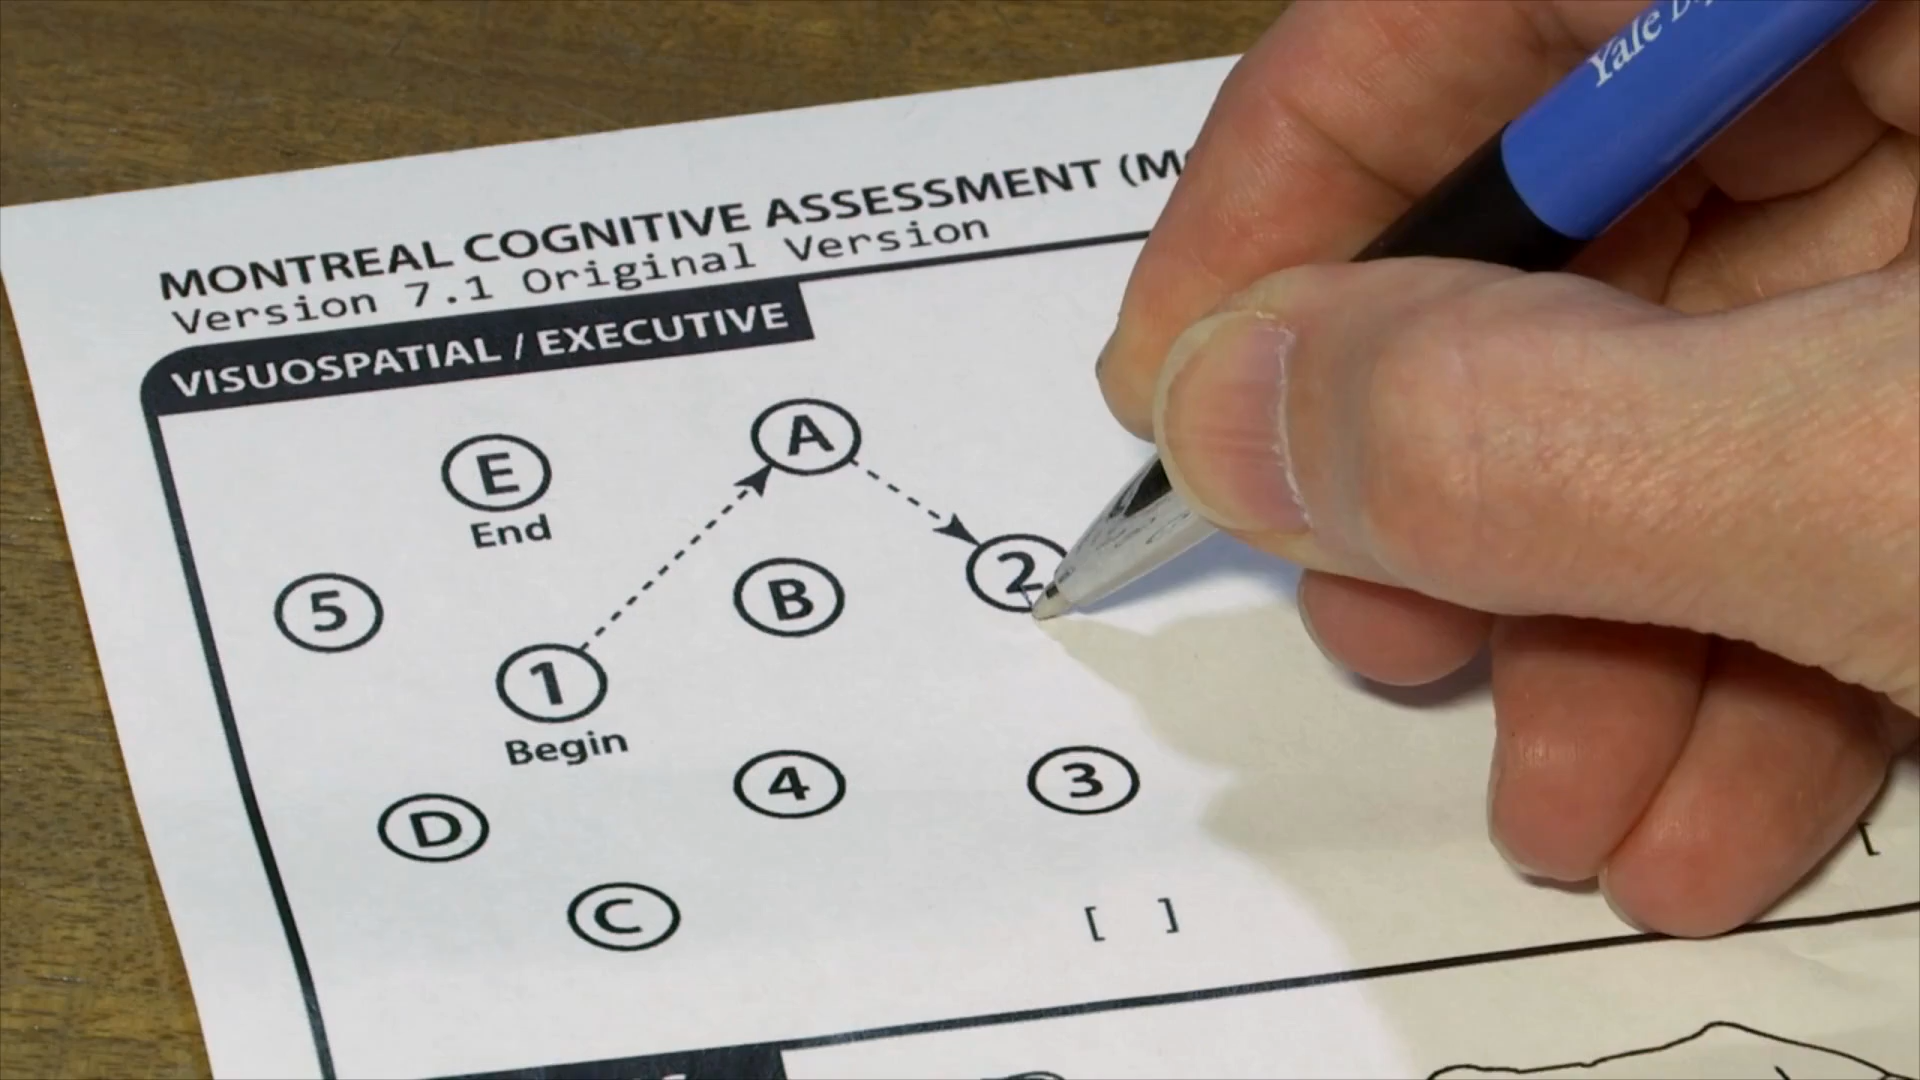 Yale
MONTREAL COGNITIVE ASSESSMENT
Version 7.1 Original Version
VISUOSPATIAL / EXECUTIVE
E
End
A
5
B
2
1
Begin
D
4
3
C
[ ]
[